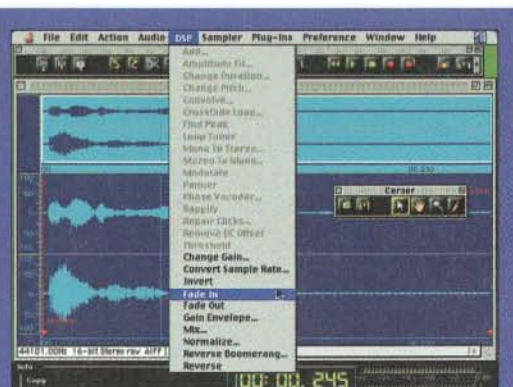 File Edit Action Audio DSP Sampler Plug-Ins Preference Window Help
Add...
Amplitude Fit...
Change Duration...
Change Pitch...
Convolve...
CrossFade Loop...
Find Peak
Loop Tuner
Mono To Stereo...
Stereo To Mono...
Modulate
Panner
Phase Vocoder...
Rappify
Repair Clicks...
Remove DC Offset
Threshold
Change Gain...
Convert Sample Rate...
Invert
Fade In
Fade Out
Gain Envelope...
Mix...
Normalize...
Reverse Boomerang...
Reverse
Cursor
16-bit Stereo raw AIFF
Info
Copy
00: 00. 245